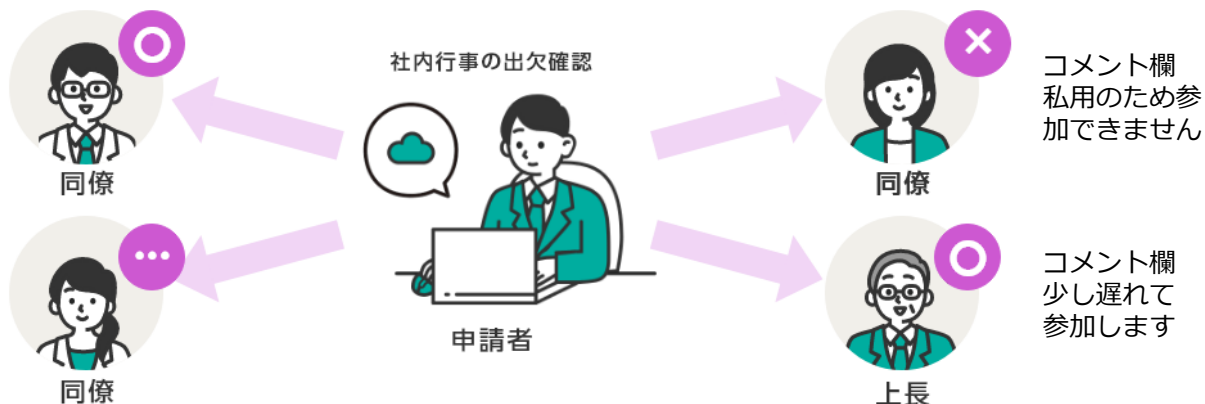 社内行事の出欠確認
コメント欄
私用のため参
加できません
同僚
同僚
コメント欄
少し遅れて
参加します
申請者
同僚
上長